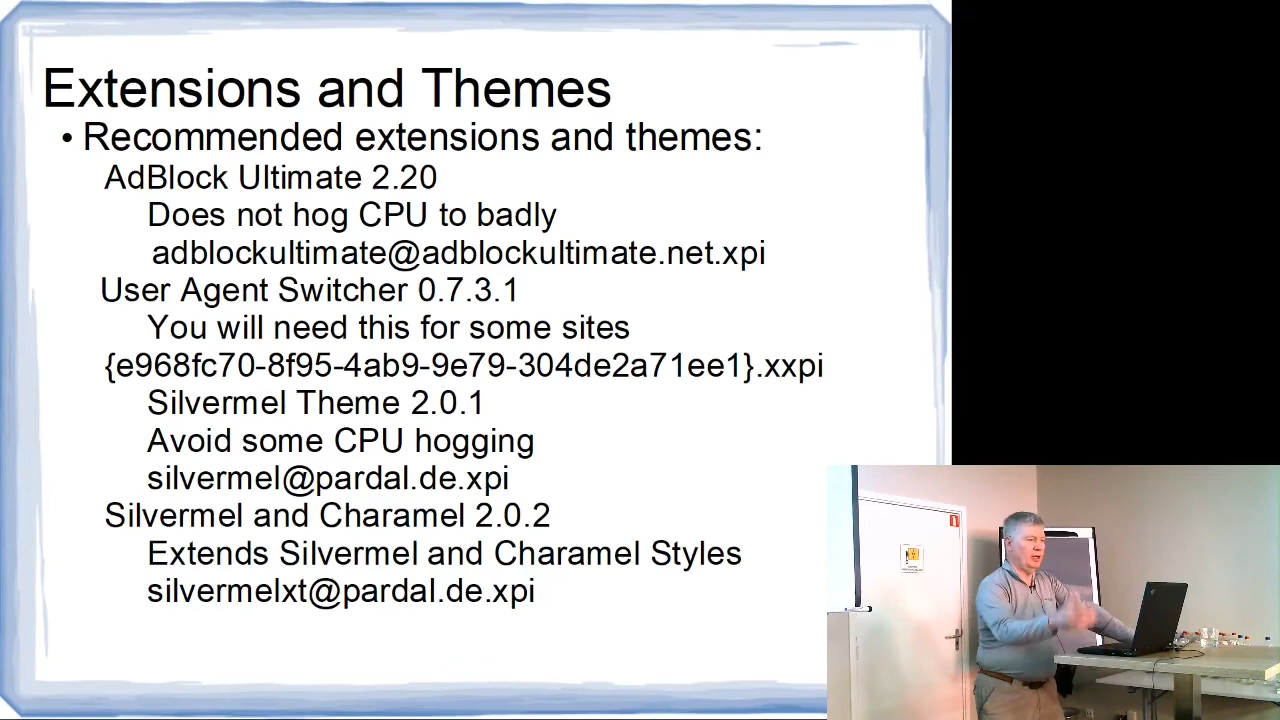 Extensions and Themes
• Recommended extensions and themes:
AdBlock Ultimate 2.20
Does not hog CPU to badly
adblockultimate@adblockultimate.net.xpi
User Agent Switcher 0.7.3.1
You will need this for some sites
{e968fc70-8f95-4ab9-9e79-304de2a71ee1}.xxpi
Silvermel Theme 2.0.1
Avoid some CPU hogging
silvermel@pardal.de.xpi
Silvermel and Charamel 2.0.2
Extends Silvermel and Charamel Styles
silvermelxt@pardal.de.xpi